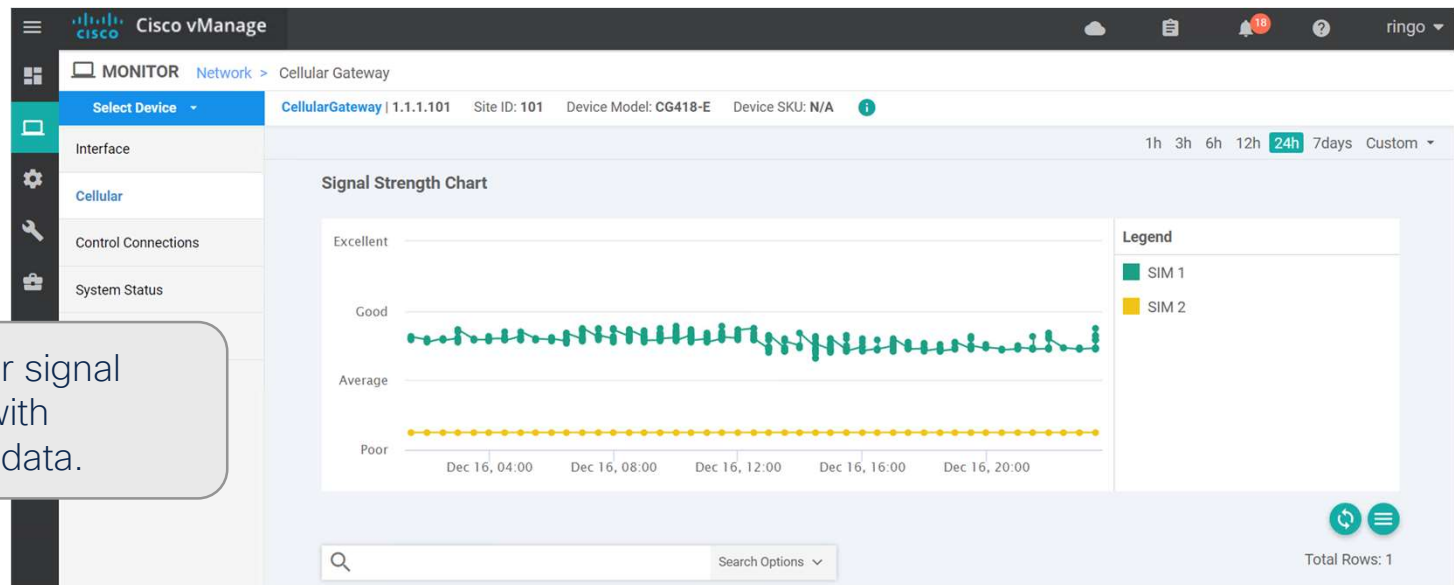 cisco Cisco vManage
18
ringo
MONITOR Network > Cellular Gateway
Select Device
CellularGateway | 1.1.1.101 Site ID: 101 Device Model: CG418-E Device SKU: N/A
1h 3h 6h 12h 24h 7days Custom
Interface
Cellular
Control Connections
System Status
Signal Strength Chart
Excellent
Good
Average
Poor
Dec 16, 04:00 Dec 16, 08:00 Dec 16, 12:00 Dec 16, 16:00 Dec 16, 20:00
Legend
SIM 1
SIM 2
r signal
with
data.
Search Options
Total Rows: 1